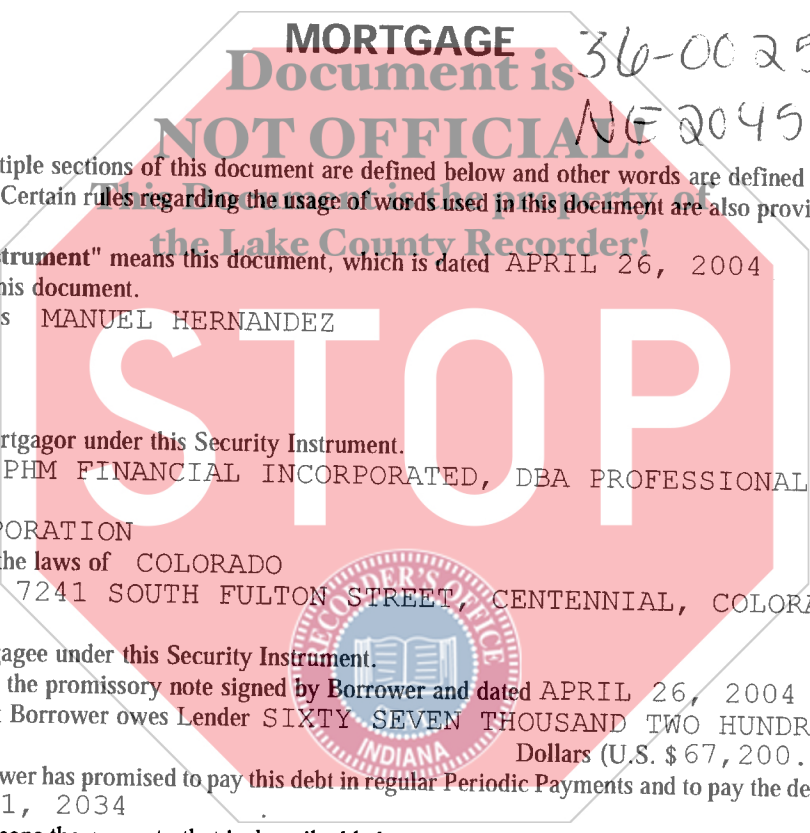 MORTGAGE
36-0025
Document is
NE 2045
NOT OFFICIAL!
tiple sections of this document are defined below and other words are defined
This Document is the property of
Certain rules regarding the usage of words used in this document are also provi
the Lake County Recorder!
trument" means this document, which is dated APRIL 26, 2004
his document.
s MANUEL HERNANDEZ
STOP
rtgagor under this Security Instrument.
PHM FINANCIAL INCORPORATED, DBA PROFESSIONAL
PORATION
the laws of COLORADO
7241 SOUTH FULTON STREET, CENTENNIAL, COLORA
RECORDER'S OFFICE
gagee under this Security Instrument.
the promissory note signed by Borrower and dated APRIL 26, 2004
Borrower owes Lender SIXTY SEVEN THOUSAND TWO HUNDR
INDIANA
Dollars (U.S. $67,200.
wer has promised to pay this debt in regular Periodic Payments and to pay the de
1, 2034